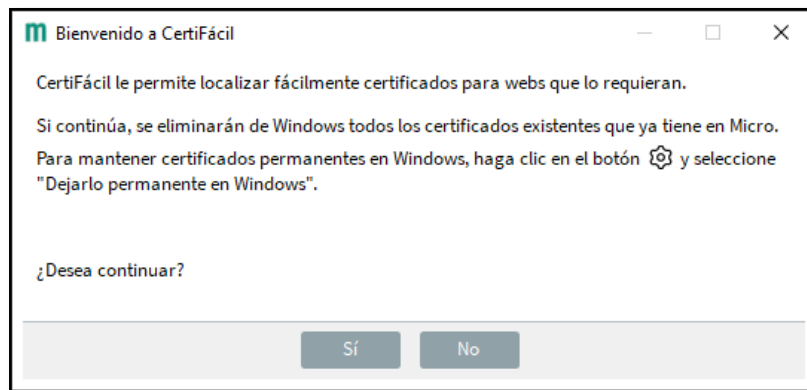 m Bienvenido a CertiFácil
CertiFácil le permite localizar fácilmente certificados para webs que lo requieran.
Si continúa, se eliminarán de Windows todos los certificados existentes que ya tiene en Micro.
Para mantener certificados permanentes en Windows, haga clic en el botón y seleccione
"Dejarlo permanente en Windows".
¿Desea continuar?
Sí No